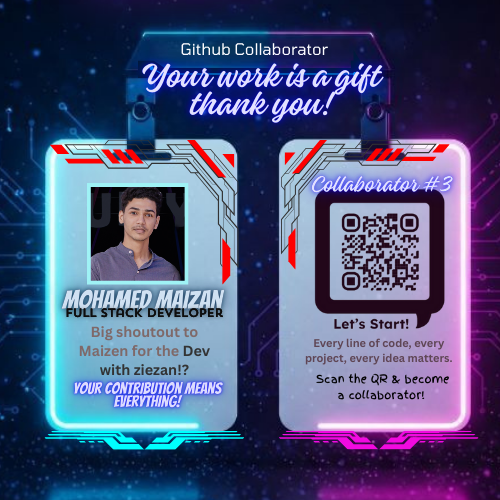 Github Collaborator
Your work is a gift
thank you!
MOHAMED MAIZAN
FULL STACK DEVELOPER
Big shoutout to
Maizen for the Dev
with ziezan!?
YOUR CONTRIBUTION MEANS
EVERYTHING!
Collaborator #3
Let's Start!
Every line of code, every
project, every idea matters.
Scan the QR & become
a collaborator!